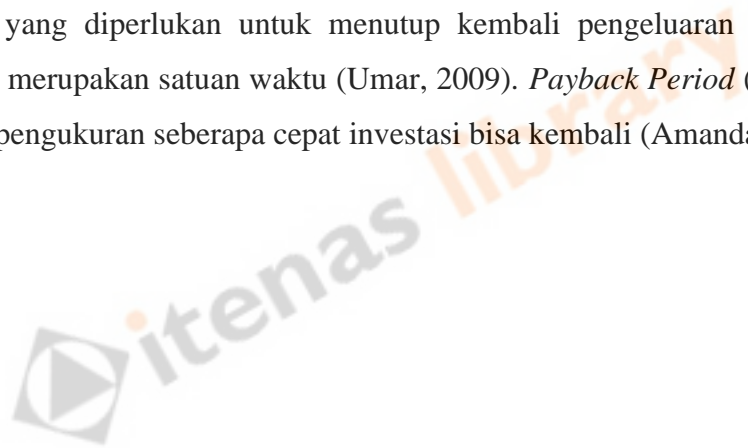 yang diperlukan untuk menutup kembali pengeluaran
merupakan satuan waktu (Umar, 2009). Payback Period (
pengukuran seberapa cepat investasi bisa kembali (Amanda
itenas library